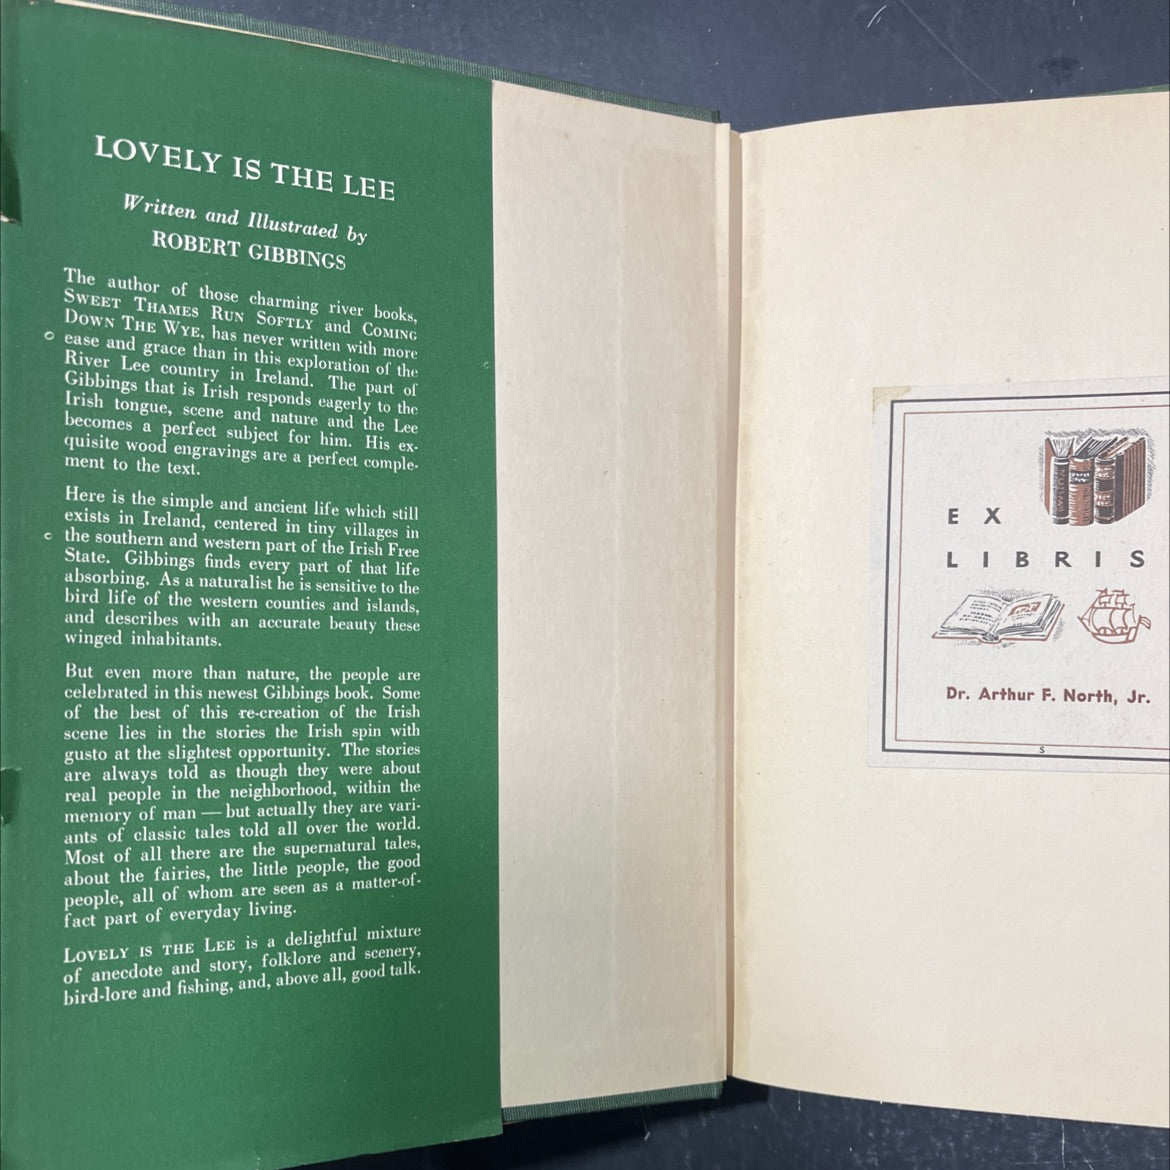 LOVELY IS THE LEE
Written and Illustrated by
ROBERT GIBBINGS
The author of those charming river books,
SWEET THAMES RUN SOFTLY and COMING
DOWN THE WYE, has never written with more
ease and grace than in this exploration of the
River Lee country in Ireland. The part of
Gibbings that is Irish responds eagerly to the
Irish tongue, scene and nature and the Lee
becomes a perfect subject for him. His ex-
quisite wood engravings are a perfect comple-
ment to the text.
Here is the simple and ancient life which still
exists in Ireland, centered in tiny villages in
the southern and western part of the Irish Free
State. Gibbings finds every part of that life
absorbing. As a naturalist he is sensitive to the
bird life of the western counties and islands,
and describes with an accurate beauty these
winged inhabitants.
But even more than nature, the people are
celebrated in this newest Gibbings book. Some
of the best of this re-creation of the Irish
scene lies in the stories the Irish spin with
gusto at the slightest opportunity. The stories
are always told as though they were about
real people in the neighborhood, within the
memory of man — but actually they are vari-
ants of classic tales told all over the world.
Most of all there are the supernatural tales,
about the fairies, the little people, the good
people, all of whom are seen as a matter-of-
fact part of everyday living.
LOVELY IS THE LEE is a delightful mixture
of anecdote and story, folklore and scenery,
bird-lore and fishing, and, above all, good talk.
EX
LIBRIS
Dr. Arthur F. North, Jr.
S